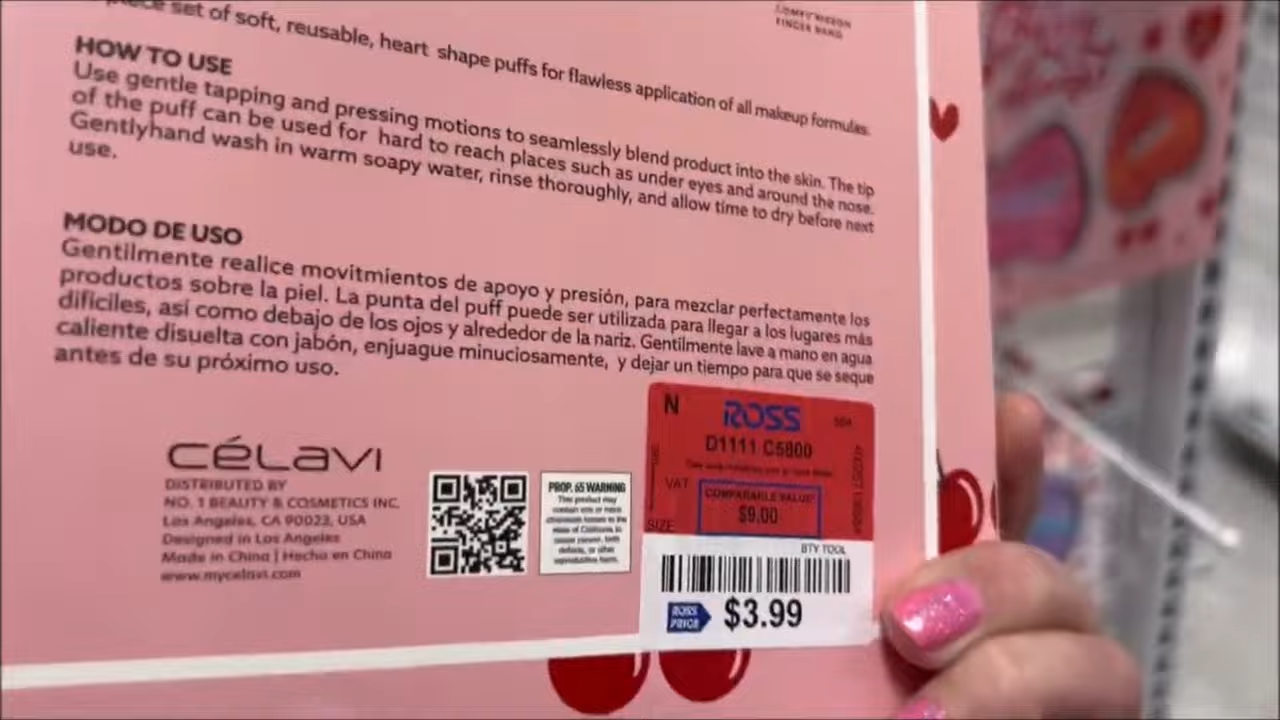 set of soft, reusable, heart shape puffs for flawless application of all makeup formulas.
HOW TO USE
Use gentle tapping and pressing motions to seamlessly blend product into the skin. The tip
of the puff can be used for hard to reach places such as under eyes and around the nose.
Gentlyhand wash in warm soapy water, rinse thoroughly, and allow time to dry before next
use.
MODO DE USO
Gentilmente realice movitmientos de apoyo y presión, para mezclar perfectamente los
productos sobre la piel. La punta del puff puede ser utilizada para llegar a los lugares más
difíciles, así como debajo de los ojos y alrededor de la nariz. Gentilmente lave a mano en agua
caliente disuelta con jabón, enjuague minuciosamente, y dejar un tiempo para que se seque
antes de su próximo uso.
céLavi
DISTRIBUTED BY
NO. 1 BEAUTY & COSMETICS INC.
Los Angeles, CA 90023, USA
Designed in Los Angeles
Made in China | Hecho en China
www.mycelavi.com
PROP. 65 WARNING
This product may
N
ROSS
D1111 C5800
VAT
COMPARABLE VALUE*
$9.00
SIZE
BTY TOOL
ROSS
PRICE
$3.99